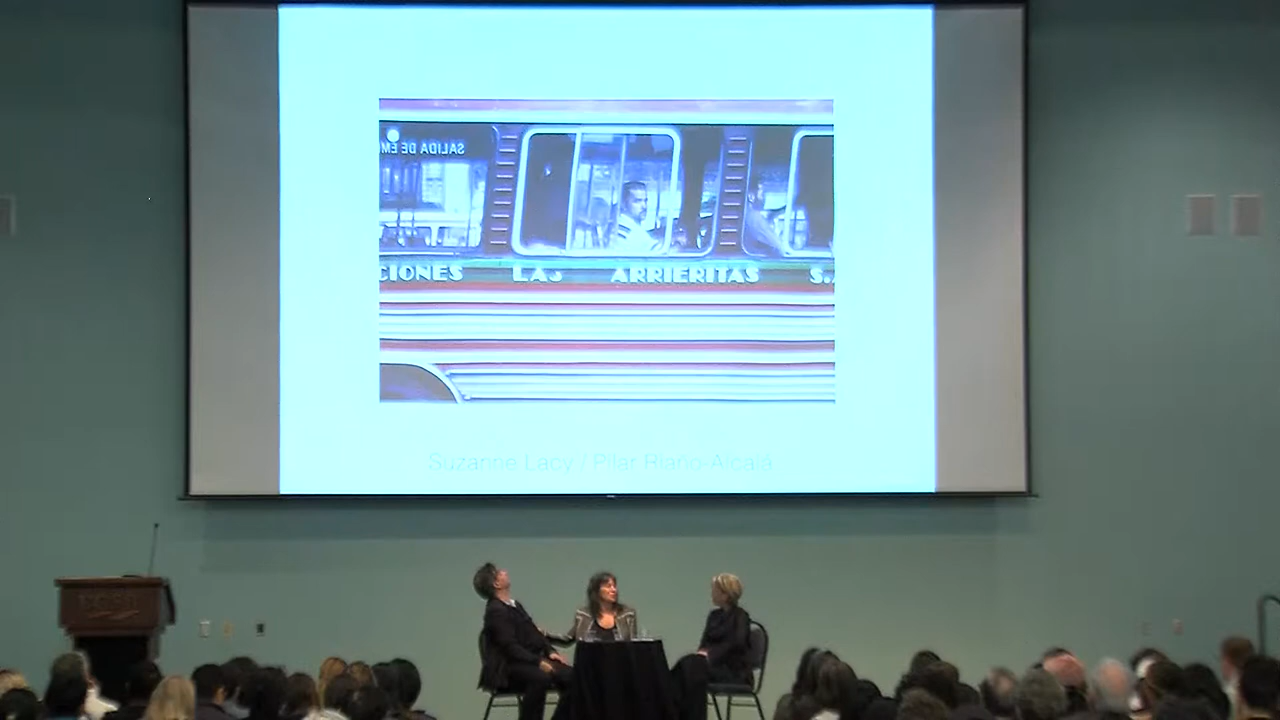 SALIDA DE EM
CIONES LAS ARRIERITAS S.
Suzanne Lacy / Pilar Riaño-Alcalá